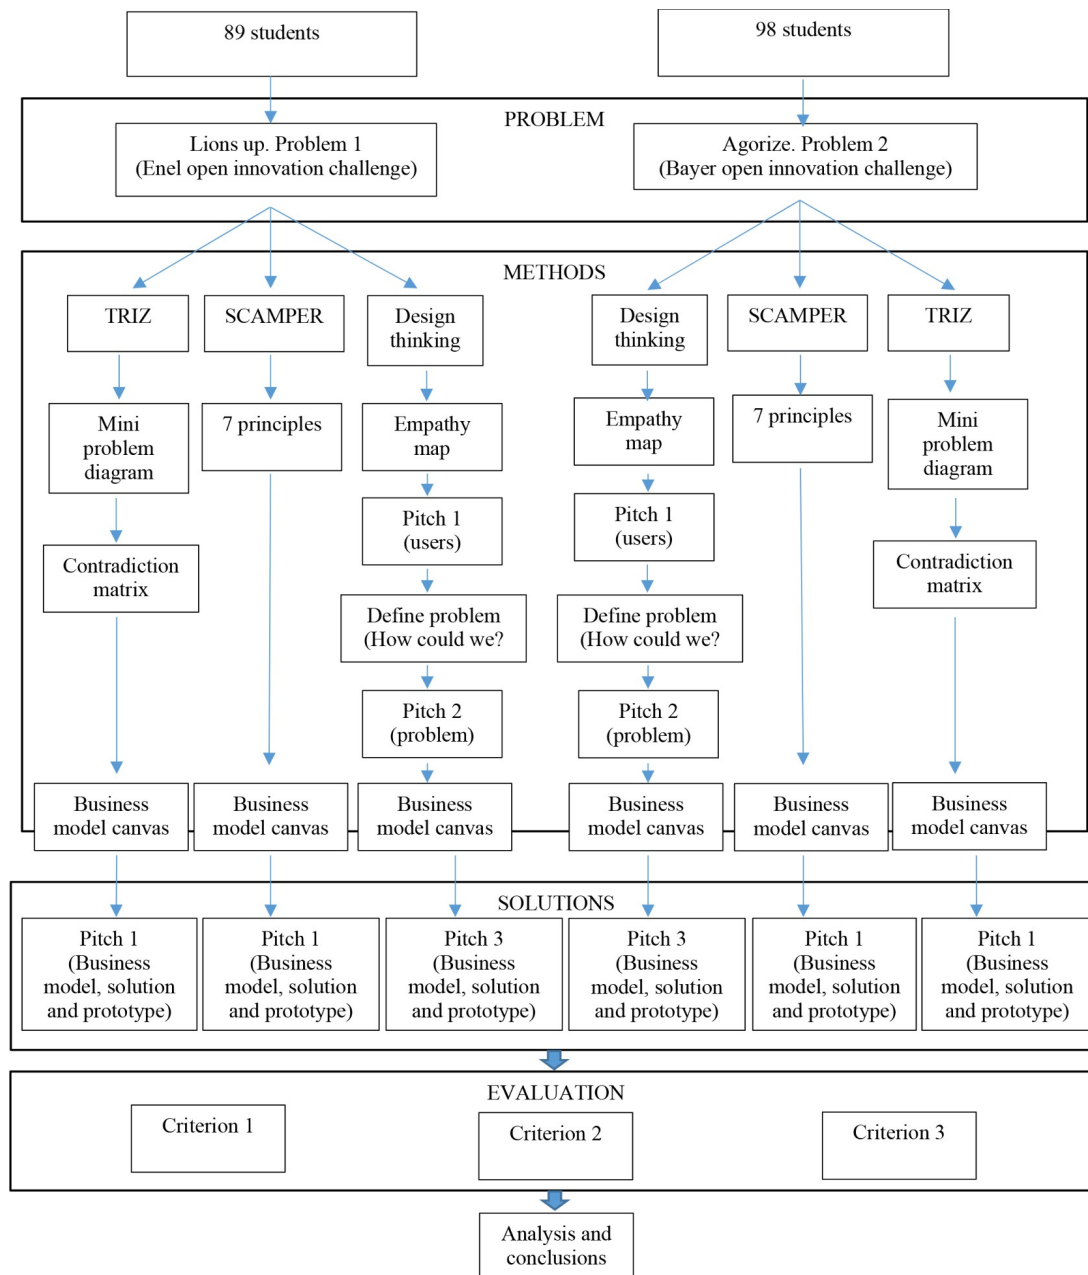 89 students
98 students
PROBLEM
Lions up. Problem 1
(Enel open innovation challenge)
Agorize. Problem 2
(Bayer open innovation challenge)
METHODS
TRIZ
SCAMPER
Design
thinking
Design
thinking
SCAMPER
TRIZ
Mini
problem
diagram
7 principles
Empathy
map
Empathy
map
7 principles
Mini
problem
diagram
Pitch 1
(users)
Pitch 1
(users)
Contradiction
matrix
Contradiction
matrix
Define problem
(How could we?
Define problem
(How could we?
Pitch 2
(problem)
Pitch 2
(problem)
Business
model canvas
Business
model canvas
Business
model canvas
Business
model canvas
Business
model canvas
Business
model canvas
SOLUTIONS
Pitch 1
(Business
model, solution
and prototype)
Pitch 1
(Business
model, solution
and prototype)
Pitch 3
(Business
model, solution
and prototype)
Pitch 3
(Business
model, solution
and prototype)
Pitch 1
(Business
model, solution
and prototype)
Pitch 1
(Business
model, solution
and prototype)
EVALUATION
Criterion 1
Criterion 2
Criterion 3
Analysis and
conclusions